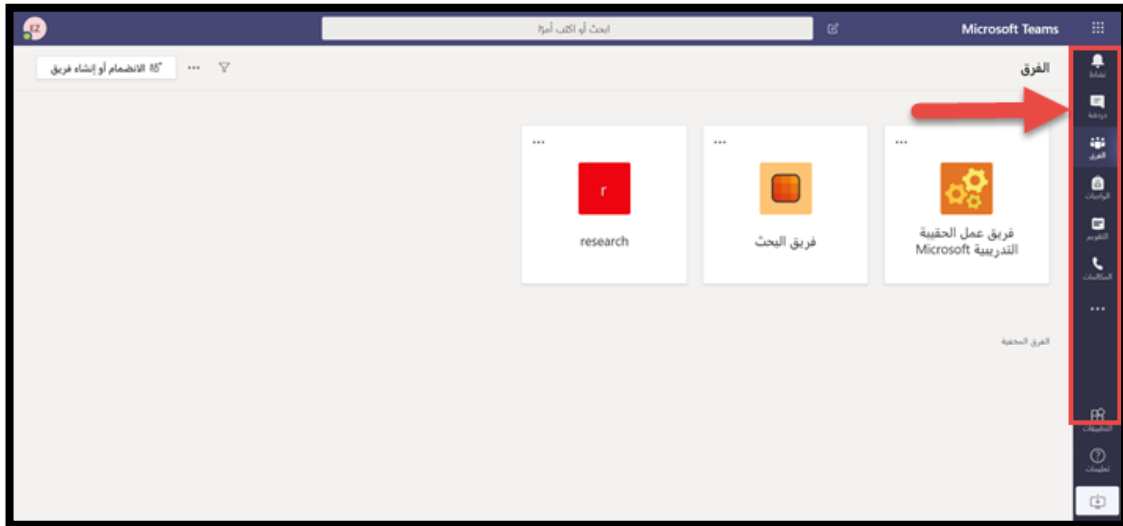 Microsoft Teams
ابحث أو اكتب أمرًا
EZ
نشاط
دردشة
الفرق
الواجبات
التقويم
المكالمات
التطبيقات
تعليمات
الفرق
الانضمام أو إنشاء فريق
فريق عمل الحقيبة
التدريبية Microsoft
فريق البحث
r
research
الفرق المخفية